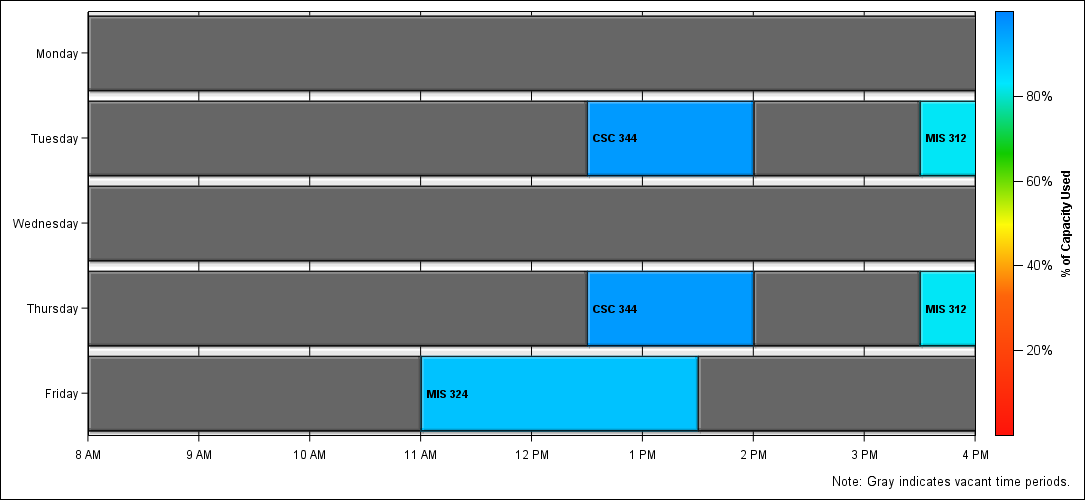 Monday
Tuesday
CSC 344
MIS 312
Wednesday
Thursday
CSC 344
MIS 312
Friday
MIS 324
8 AM
9 AM
10 AM
11 AM
12 PM
1 PM
2 PM
3 PM
4 PM
80%
60%
40%
20%
% of Capacity Used
Note: Gray indicates vacant time periods.